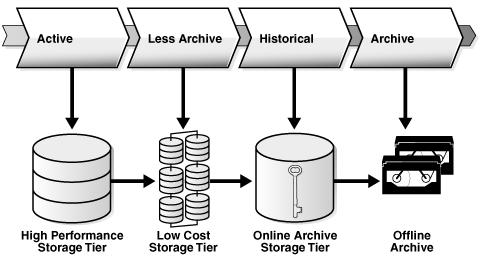 Active
Less Archive
Historical
Archive
High Performance
Storage Tier
Low Cost
Storage Tier
Online Archive
Storage Tier
Offline
Archive